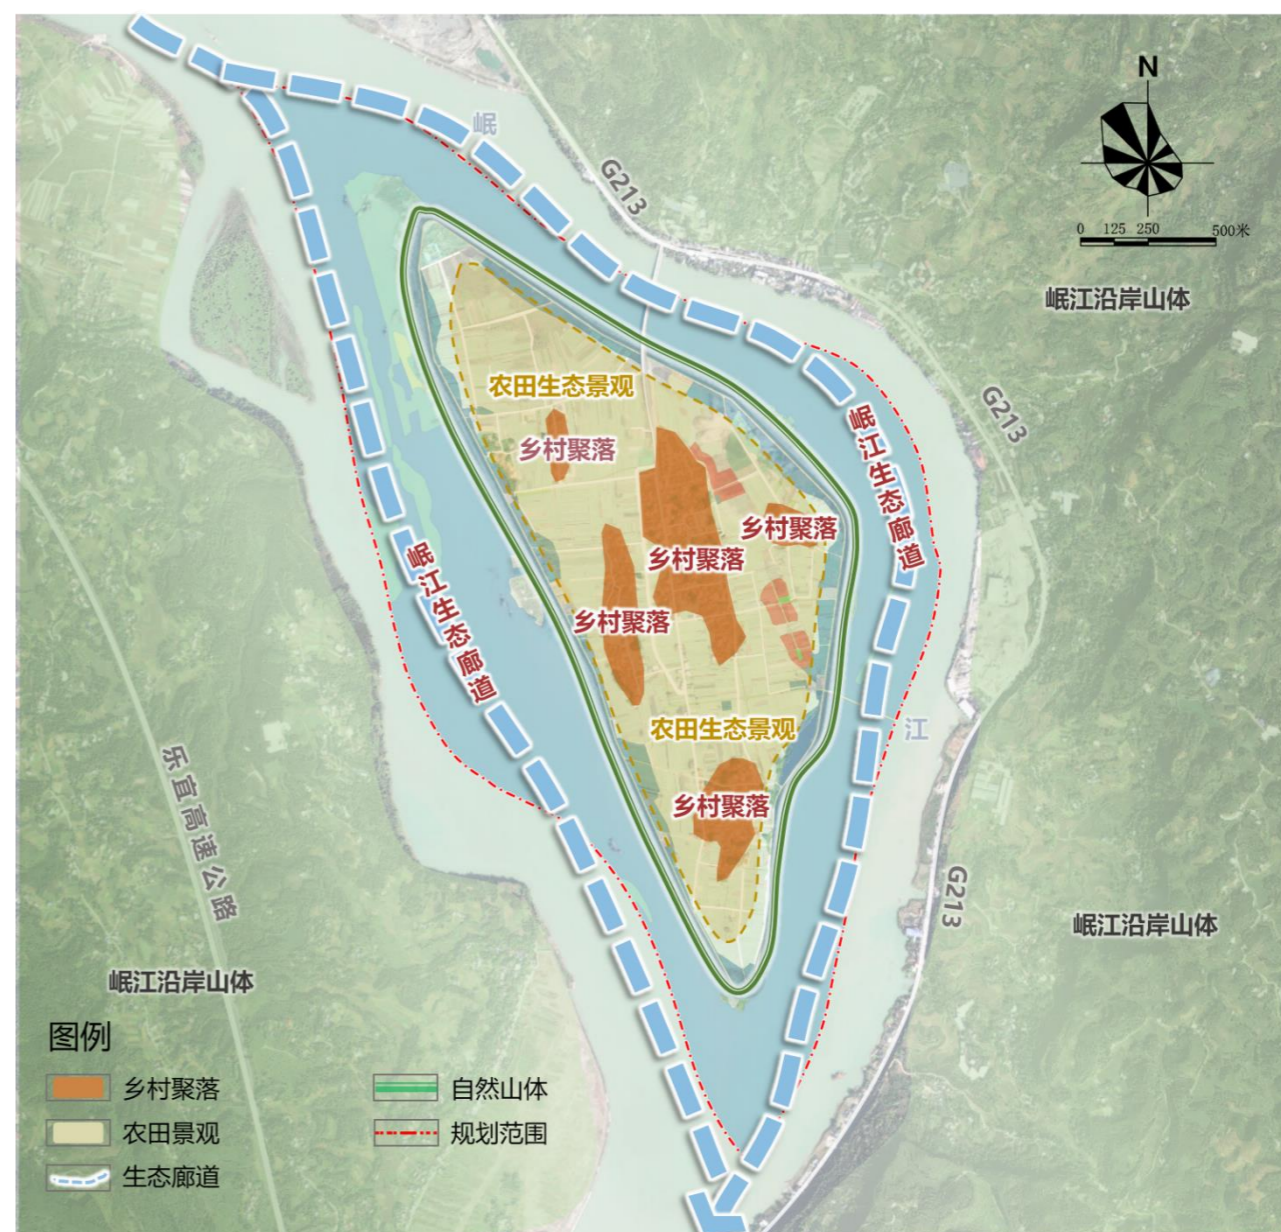 N
0 125 250 500米
岷
G213
岷江沿岸山体
农田生态景观
G213
乡村聚落
岷江生态廊道
乡村聚落
乡村聚落
岷江生态廊道
乡村聚落
农田生态景观
江
乐宜高速公路
乡村聚落
G213
岷江沿岸山体
岷江沿岸山体
图例
乡村聚落
自然山体
农田景观
规划范围
生态廊道